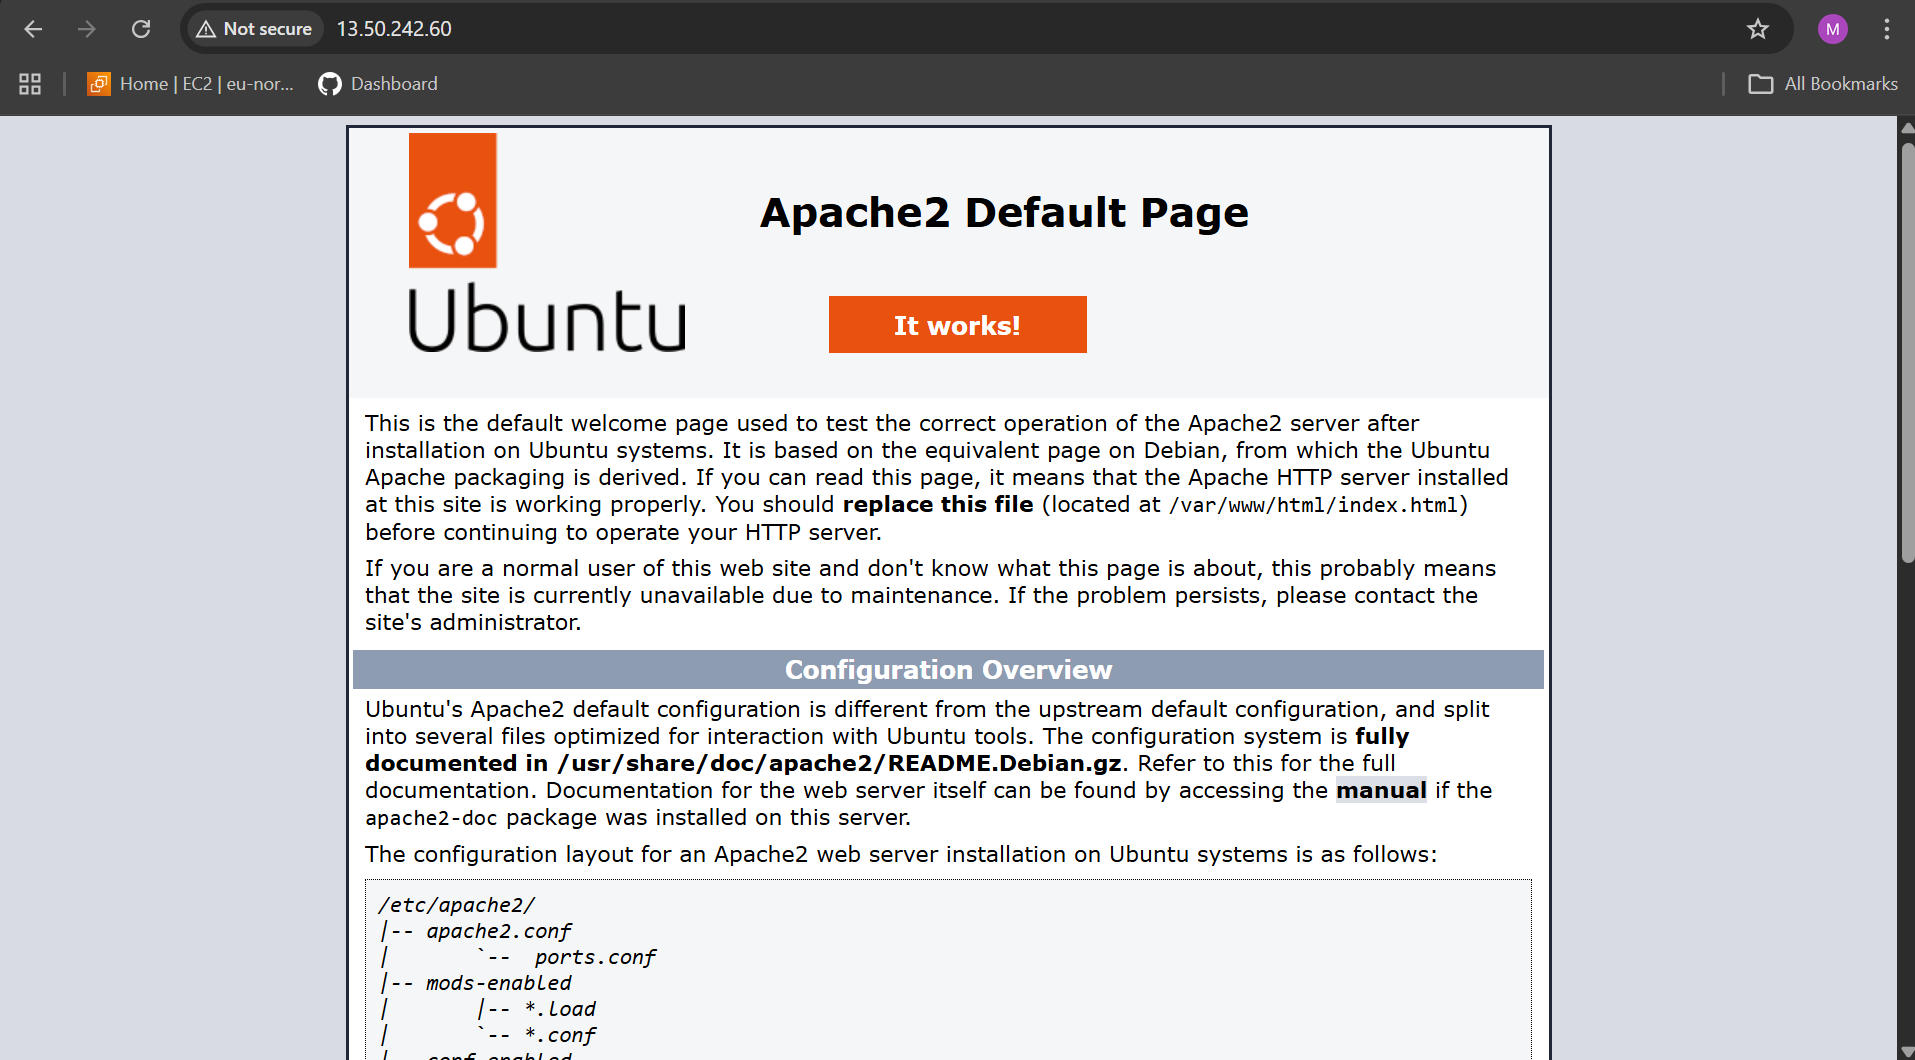 Not secure 13.50.242.60 M
Home | EC2 | eu-nor... Dashboard All Bookmarks
Ubuntu
Apache2 Default Page
It works!
This is the default welcome page used to test the correct operation of the Apache2 server after
installation on Ubuntu systems. It is based on the equivalent page on Debian, from which the Ubuntu
Apache packaging is derived. If you can read this page, it means that the Apache HTTP server installed
at this site is working properly. You should replace this file (located at /var/www/html/index.html)
before continuing to operate your HTTP server.
If you are a normal user of this web site and don't know what this page is about, this probably means
that the site is currently unavailable due to maintenance. If the problem persists, please contact the
site's administrator.
Configuration Overview
Ubuntu's Apache2 default configuration is different from the upstream default configuration, and split
into several files optimized for interaction with Ubuntu tools. The configuration system is fully
documented in /usr/share/doc/apache2/README.Debian.gz. Refer to this for the full
documentation. Documentation for the web server itself can be found by accessing the manual if the
apache2-doc package was installed on this server.
The configuration layout for an Apache2 web server installation on Ubuntu systems is as follows:
/etc/apache2/
|-- apache2.conf
|       `--  ports.conf
|-- mods-enabled
|       |-- *.load
|       `-- *.conf
|-- conf-enabled